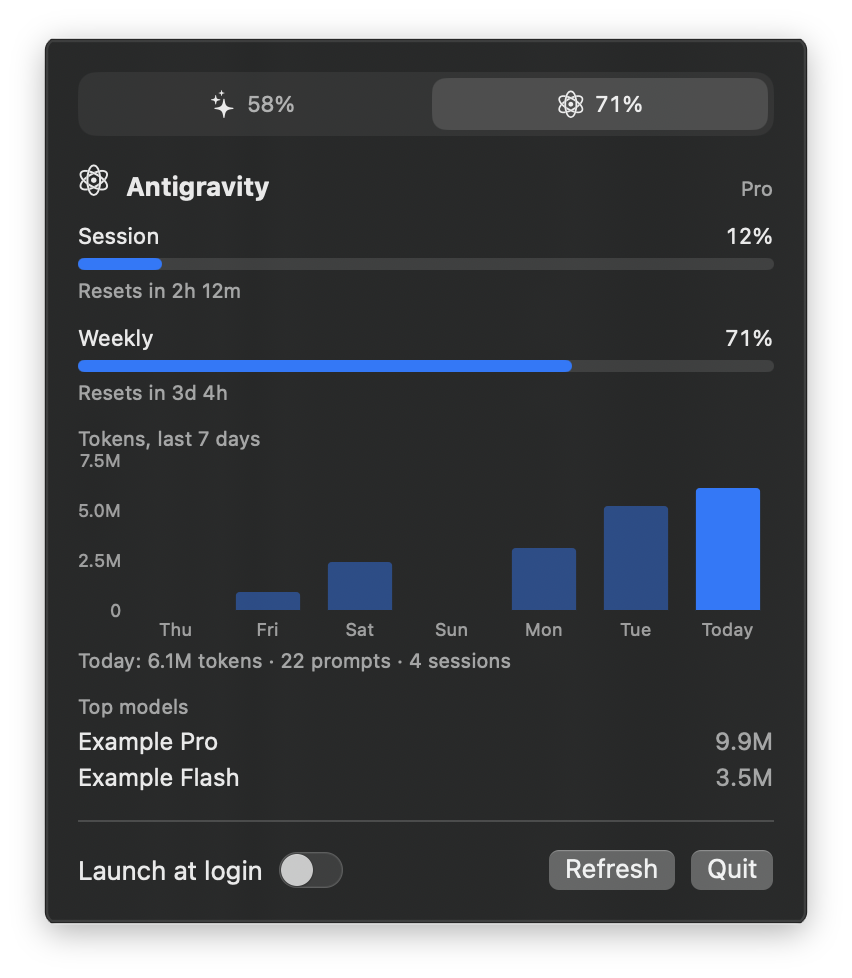 58% 71%
Antigravity Pro
Session 12%
Resets in 2h 12m
Weekly 71%
Resets in 3d 4h
Tokens, last 7 days
7.5M
5.0M
2.5M
0
Thu Fri Sat Sun Mon Tue Today
Today: 6.1M tokens · 22 prompts · 4 sessions
Top models
Example Pro 9.9M
Example Flash 3.5M
Launch at login Refresh Quit